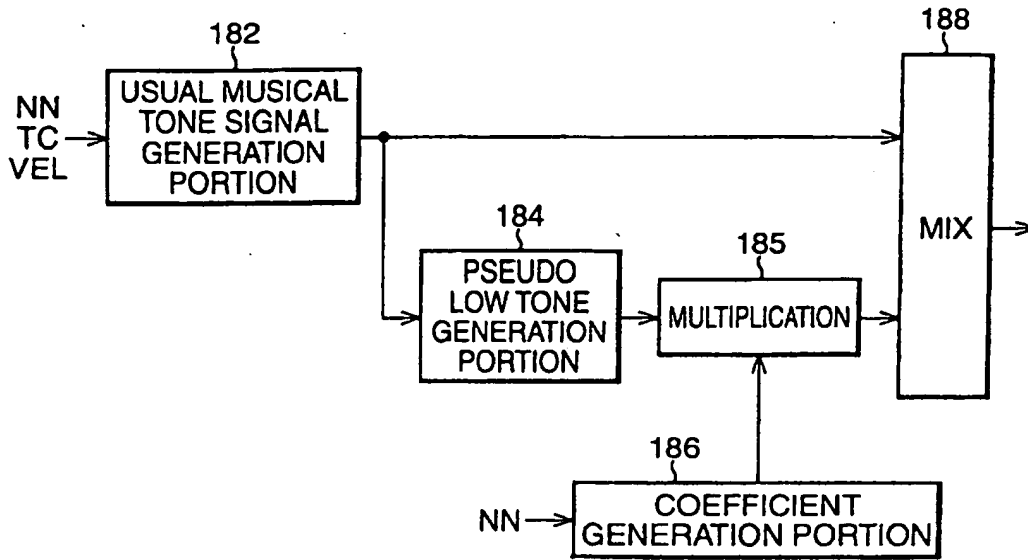 182
188
USUAL MUSICAL
TONE SIGNAL
GENERATION
PORTION
NN
TC
VEL
184
185
PSEUDO
LOW TONE
GENERATION
PORTION
MULTIPLICATION
MIX
186
NN
COEFFICIENT
GENERATION PORTION